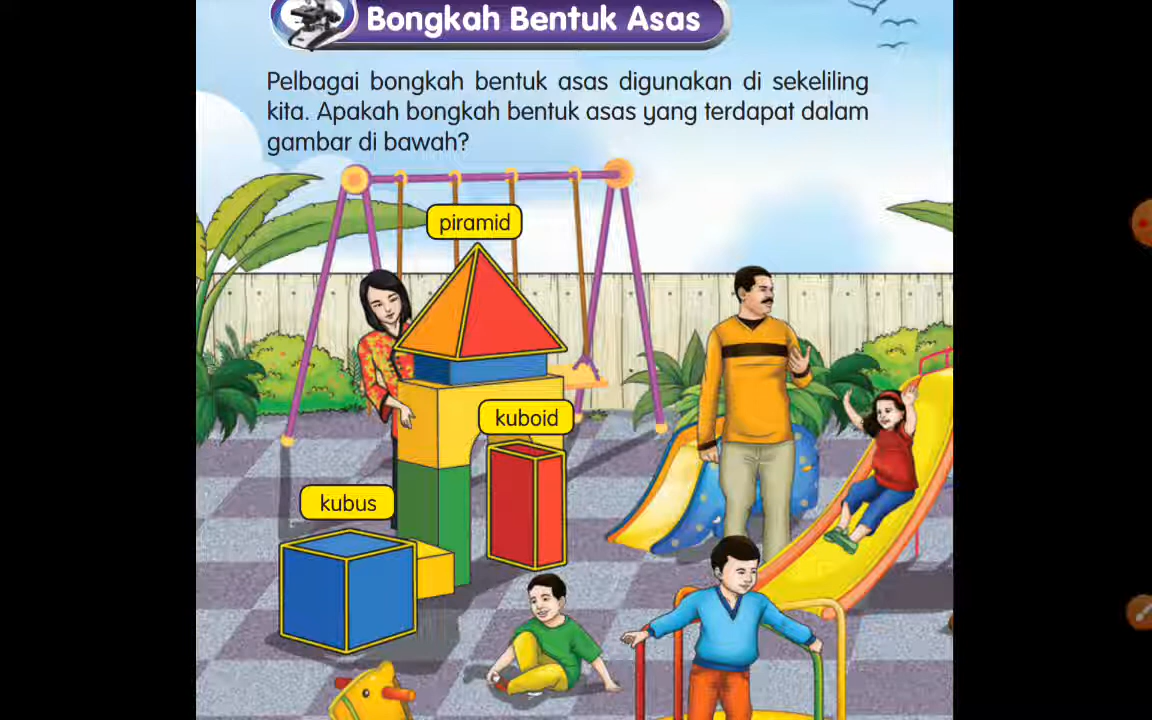 Bongkah Bentuk Asas
Pelbagai bongkah bentuk asas digunakan di sekeliling
kita. Apakah bongkah bentuk asas yang terdapat dalam
gambar di bawah?
piramid
kuboid
kubus